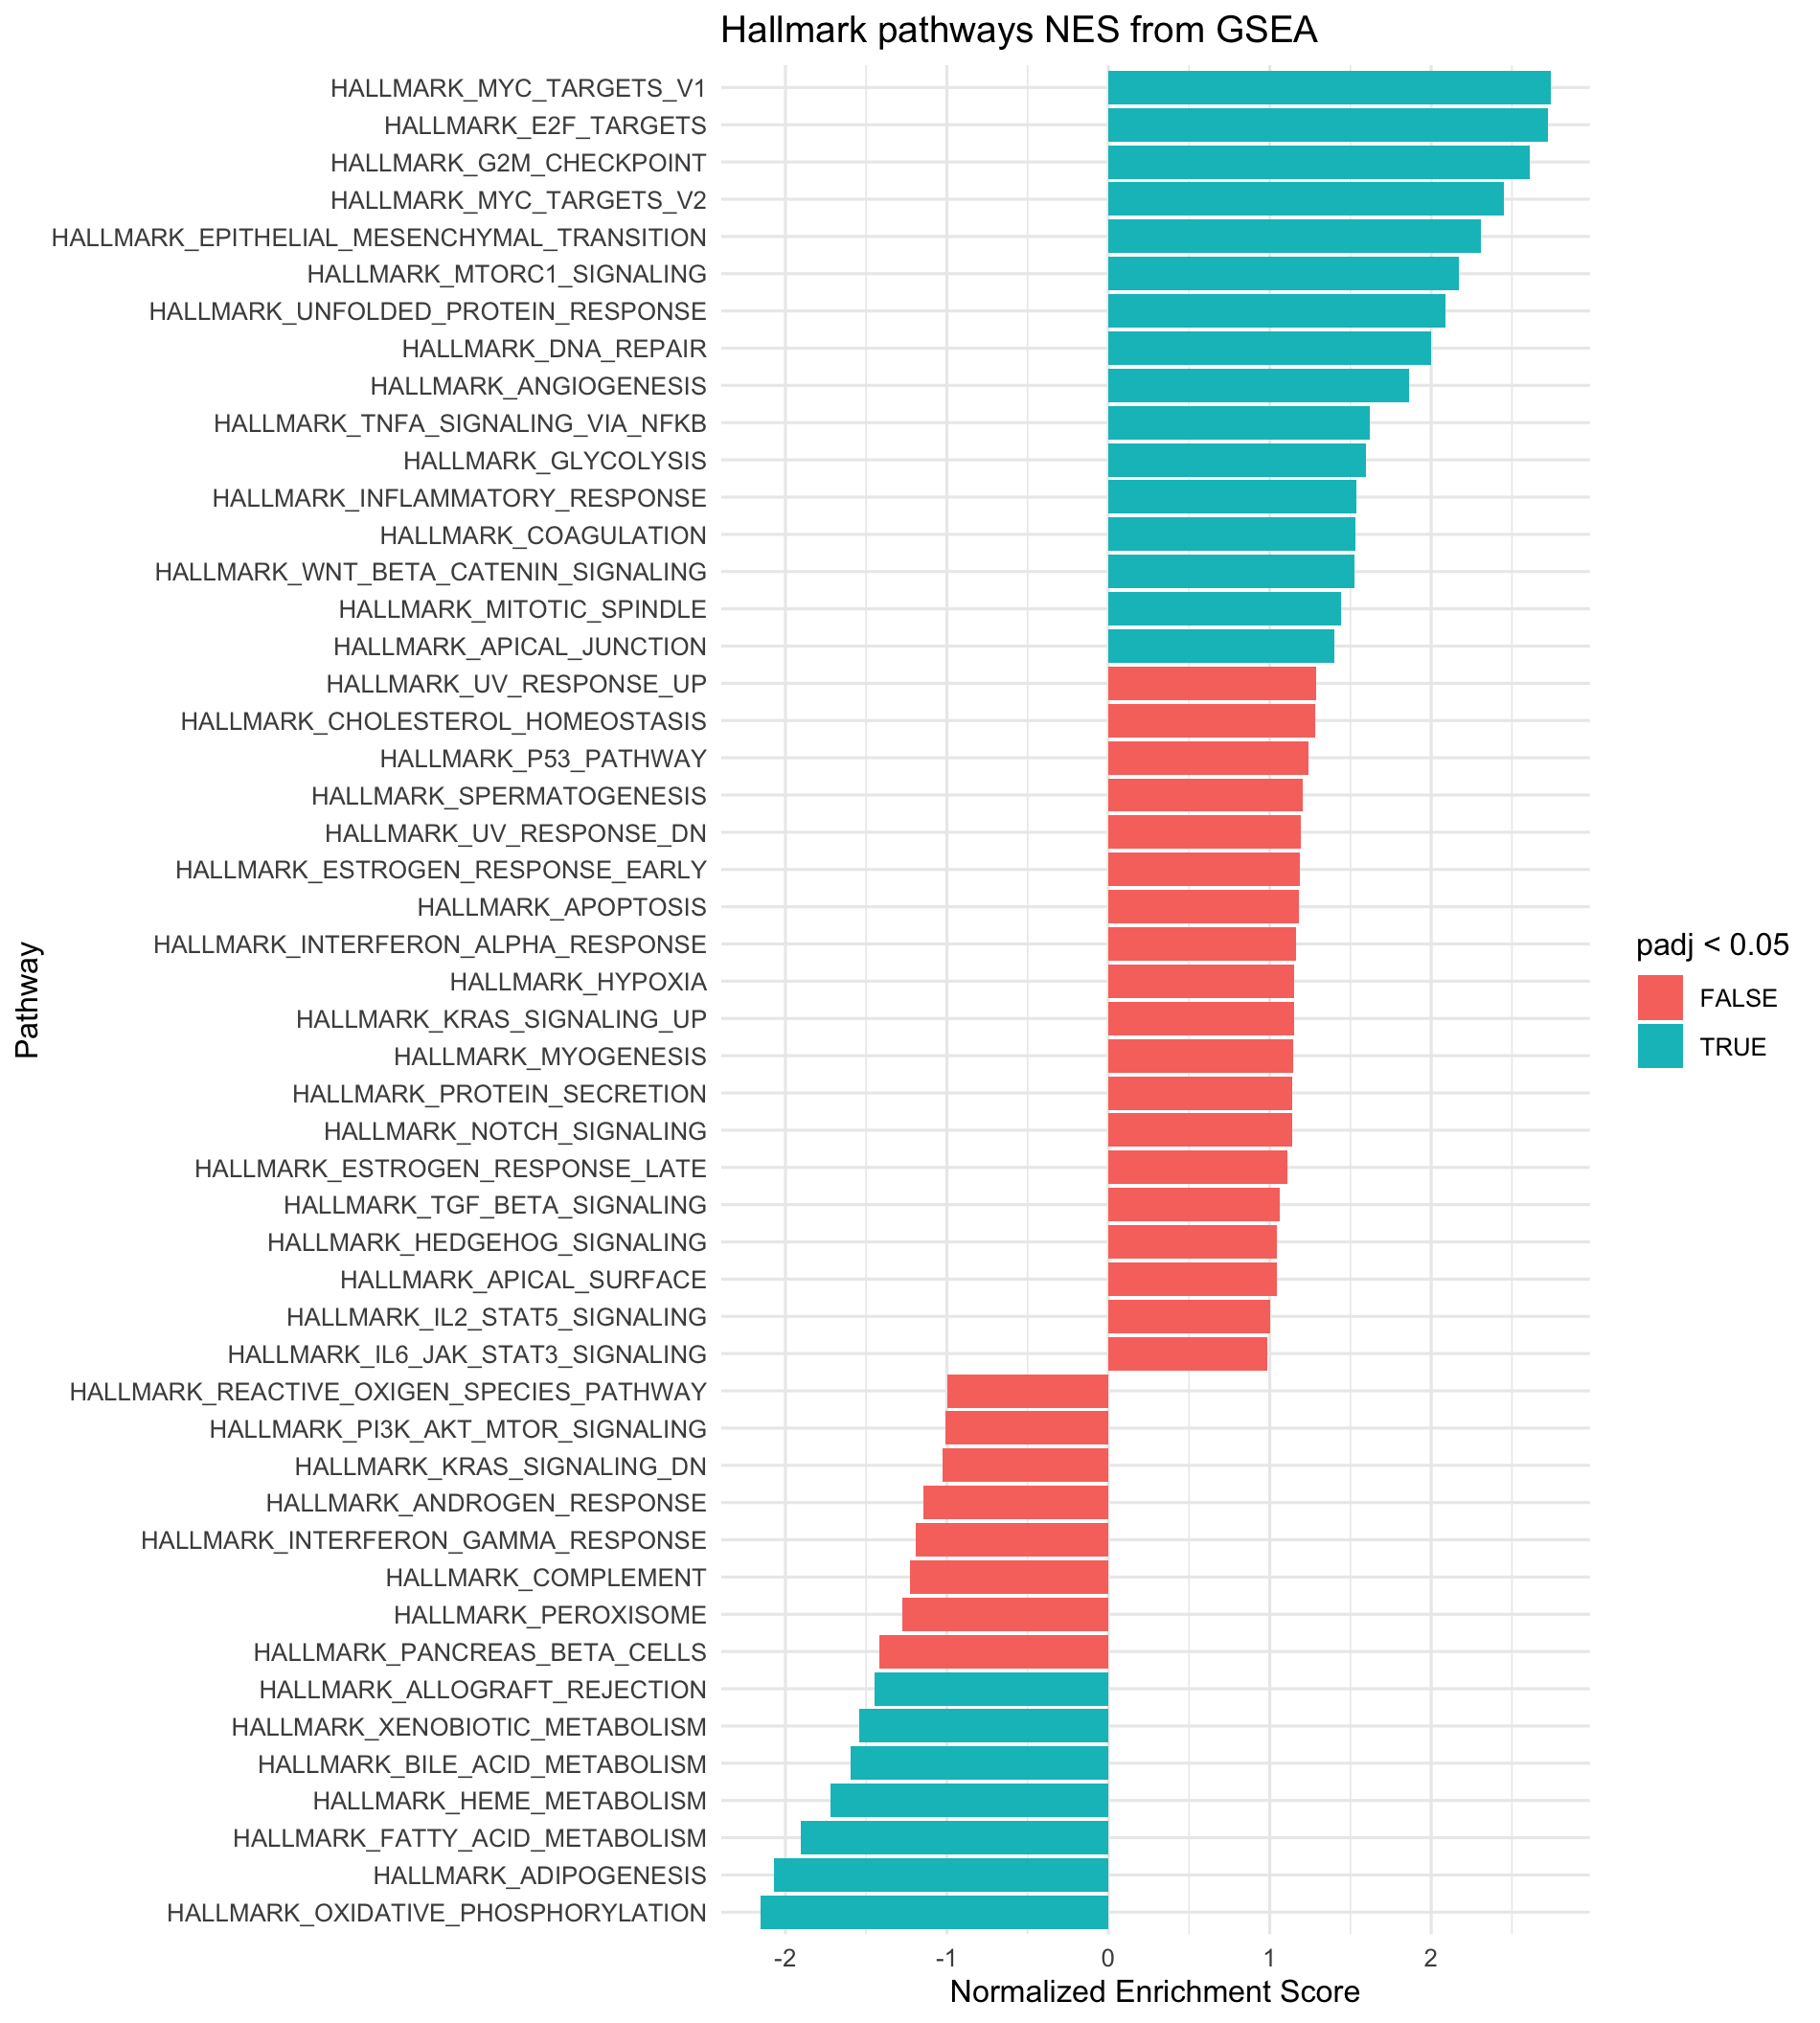 Hallmark pathways NES from GSEA
HALLMARK_MYC_TARGETS_V1
HALLMARK_E2F_TARGETS
HALLMARK_G2M_CHECKPOINT
HALLMARK_MYC_TARGETS_V2
HALLMARK_EPITHELIAL_MESENCHYMAL_TRANSITION
HALLMARK_MTORC1_SIGNALING
HALLMARK_UNFOLDED_PROTEIN_RESPONSE
HALLMARK_DNA_REPAIR
HALLMARK_ANGIOGENESIS
HALLMARK_TNFA_SIGNALING_VIA_NFKB
HALLMARK_GLYCOLYSIS
HALLMARK_INFLAMMATORY_RESPONSE
HALLMARK_COAGULATION
HALLMARK_WNT_BETA_CATENIN_SIGNALING
HALLMARK_MITOTIC_SPINDLE
HALLMARK_APICAL_JUNCTION
HALLMARK_UV_RESPONSE_UP
HALLMARK_CHOLESTEROL_HOMEOSTASIS
HALLMARK_P53_PATHWAY
HALLMARK_SPERMATOGENESIS
HALLMARK_UV_RESPONSE_DN
HALLMARK_ESTROGEN_RESPONSE_EARLY
HALLMARK_APOPTOSIS
HALLMARK_INTERFERON_ALPHA_RESPONSE
HALLMARK_HYPOXIA
HALLMARK_KRAS_SIGNALING_UP
HALLMARK_MYOGENESIS
HALLMARK_PROTEIN_SECRETION
HALLMARK_NOTCH_SIGNALING
HALLMARK_ESTROGEN_RESPONSE_LATE
HALLMARK_TGF_BETA_SIGNALING
HALLMARK_HEDGEHOG_SIGNALING
HALLMARK_APICAL_SURFACE
HALLMARK_IL2_STAT5_SIGNALING
HALLMARK_IL6_JAK_STAT3_SIGNALING
HALLMARK_REACTIVE_OXIGEN_SPECIES_PATHWAY
HALLMARK_PI3K_AKT_MTOR_SIGNALING
HALLMARK_KRAS_SIGNALING_DN
HALLMARK_ANDROGEN_RESPONSE
HALLMARK_INTERFERON_GAMMA_RESPONSE
HALLMARK_COMPLEMENT
HALLMARK_PEROXISOME
HALLMARK_PANCREAS_BETA_CELLS
HALLMARK_ALLOGRAFT_REJECTION
HALLMARK_XENOBIOTIC_METABOLISM
HALLMARK_BILE_ACID_METABOLISM
HALLMARK_HEME_METABOLISM
HALLMARK_FATTY_ACID_METABOLISM
HALLMARK_ADIPOGENESIS
HALLMARK_OXIDATIVE_PHOSPHORYLATION
Pathway
-2 -1 0 1 2
Normalized Enrichment Score
padj < 0.05
FALSE
TRUE